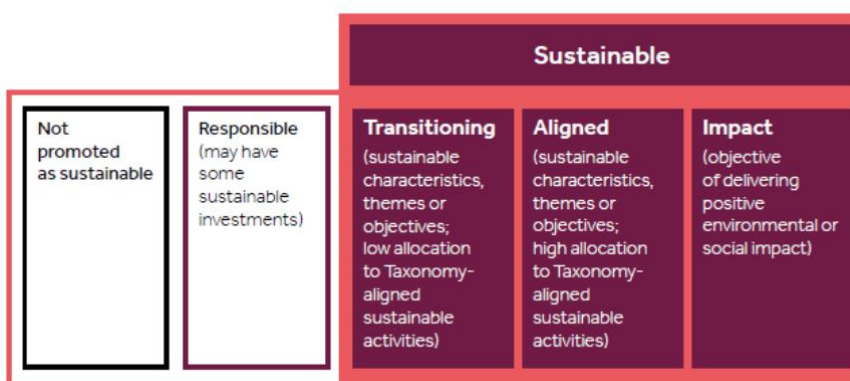 Sustainable
Not
promoted
as sustainable
Responsible
(may have
some
sustainable
investments)
Transitioning
(sustainable
characteristics,
themes or
objectives;
low allocation
to Taxonomy-
aligned
sustainable
activities)
Aligned
(sustainable
characteristics,
themes or
objectives;
high allocation
to Taxonomy-
aligned
sustainable
activities)
Impact
(objective
of delivering
positive
environmental or
social impact)